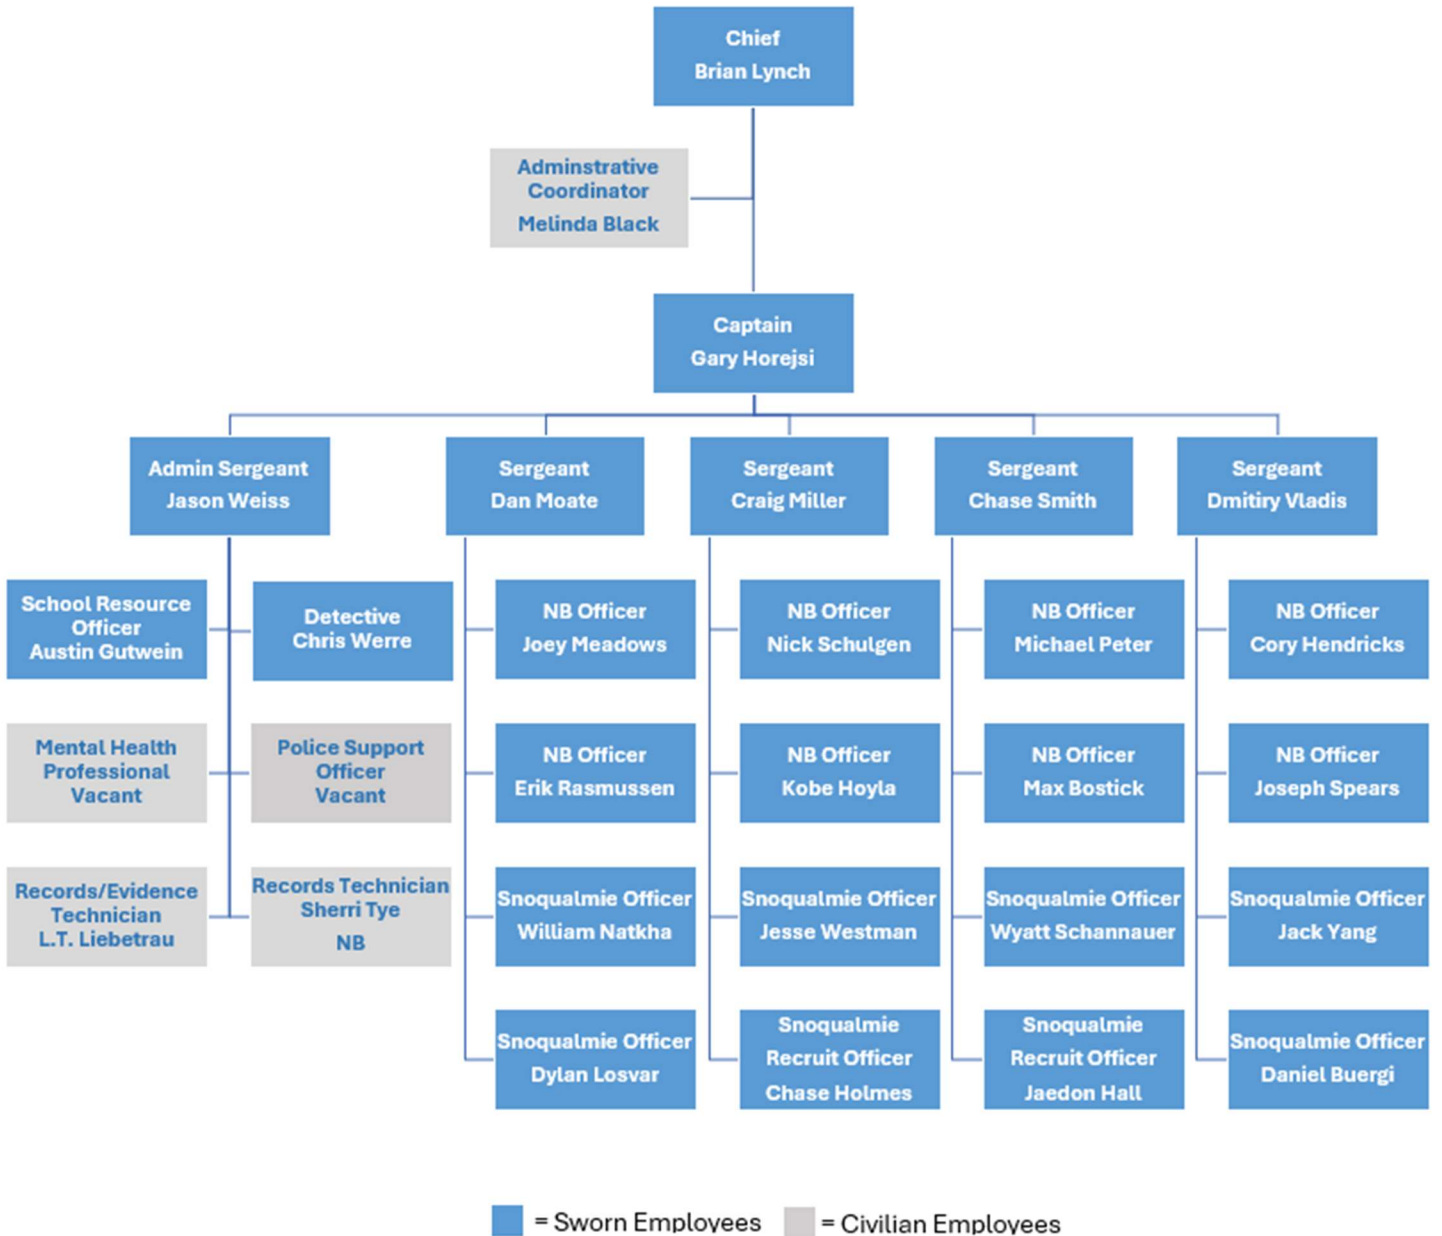 Chief
Brian Lynch
Adminstrative
Coordinator
Melinda Black
Captain
Gary Horejsi
Admin Sergeant
Jason Weiss
Sergeant
Dan Moate
Sergeant
Craig Miller
Sergeant
Chase Smith
Sergeant
Dmitiry Vladis
School Resource
Officer
Austin Gutwein
Detective
Chris Werre
NB Officer
Joey Meadows
NB Officer
Nick Schulgen
NB Officer
Michael Peter
NB Officer
Cory Hendricks
Mental Health
Professional
Vacant
Police Support
Officer
Vacant
NB Officer
Erik Rasmussen
NB Officer
Kobe Hoyla
NB Officer
Max Bostick
NB Officer
Joseph Spears
Records/Evidence
Technician
L.T. Liebetrau
Records Technician
Sherri Tye
NB
Snoqualmie Officer
William Natkha
Snoqualmie Officer
Jesse Westman
Snoqualmie Officer
Wyatt Schannauer
Snoqualmie Officer
Jack Yang
Snoqualmie Officer
Dylan Losvar
Snoqualmie
Recruit Officer
Chase Holmes
Snoqualmie
Recruit Officer
Jaedon Hall
Snoqualmie Officer
Daniel Buergi
= Sworn Employees
= Civilian Employees